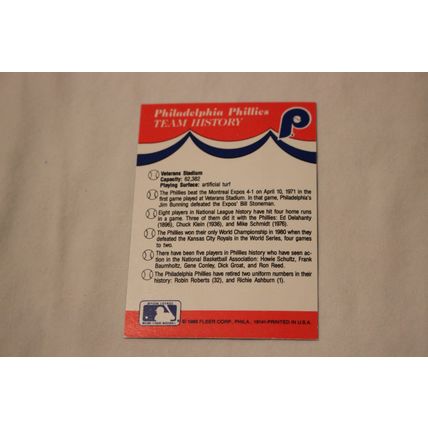 Philadelphia Phillies
TEAM HISTORY
P
Veterans Stadium
Capacity: 62,382
Playing Surface: artificial turf
The Phillies beat the Montreal Expos 4-1 on April 10, 1971 in
the first game played at Veterans Stadium. In that game, Philadelphia's
Jim Bunning defeated the Expos' Bill Stoneman.
Eight players in National League history have hit four home runs
in a game. Three of them did it with the Phillies: Ed Delahanty
(1896), Chuck Klein (1936), and Mike Schmidt (1976).
The Phillies won their only World Championship in 1980 when they
defeated the Kansas City Royals in the World Series, four games
to two.
There have been five players in Phillies history who have seen ac-
tion in the National Basketball Association: Howie Schultz, Frank
Baumholtz, Gene Conley, Dick Groat, and Ron Reed.
The Philadelphia Phillies have retired two uniform numbers in their
history: Robin Roberts (32), and Richie Ashburn (1).
© FLEER CORP., PHILA., PRINTED IN U.S.A.